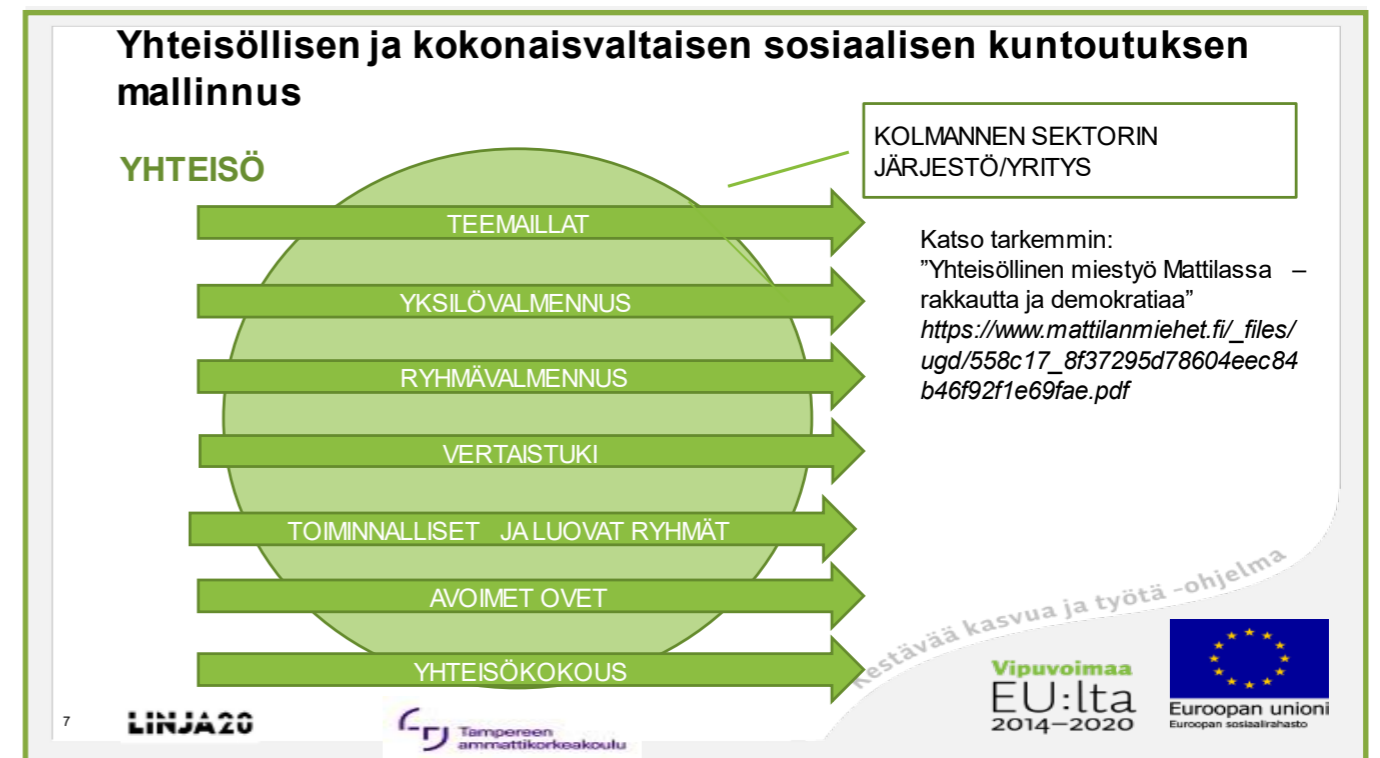 Yhteisöllisen ja kokonaisvaltaisen sosiaalisen kuntoutuksen
mallinnus
YHTEISÖ
KOLMANNEN SEKTORIN
JÄRJESTÖ/YRITYS
TEEMAILLAT
YKSILÖVALMENNUS
RYHMÄVALMENNUS
VERTAISTUKI
TOIMINNALLISET JA LUOVAT RYHMÄT
AVOIMET OVET
YHTEISÖKOKOUS
Katso tarkemmin:
”Yhteisöllinen miestyö Mattilassa –
rakkautta ja demokratiaa”
https://www.mattilanmiehet.fi/_files/
ugd/558c17_8f37295d78604eec84
b46f92f1e69fae.pdf
Kestävää kasvua ja työtä -ohjelma
7
LINJA20
Tampereen
ammattikorkeakoulu
Vipuvoimaa
EU:lta
2014–2020
Euroopan unioni
Euroopan sosiaalirahasto